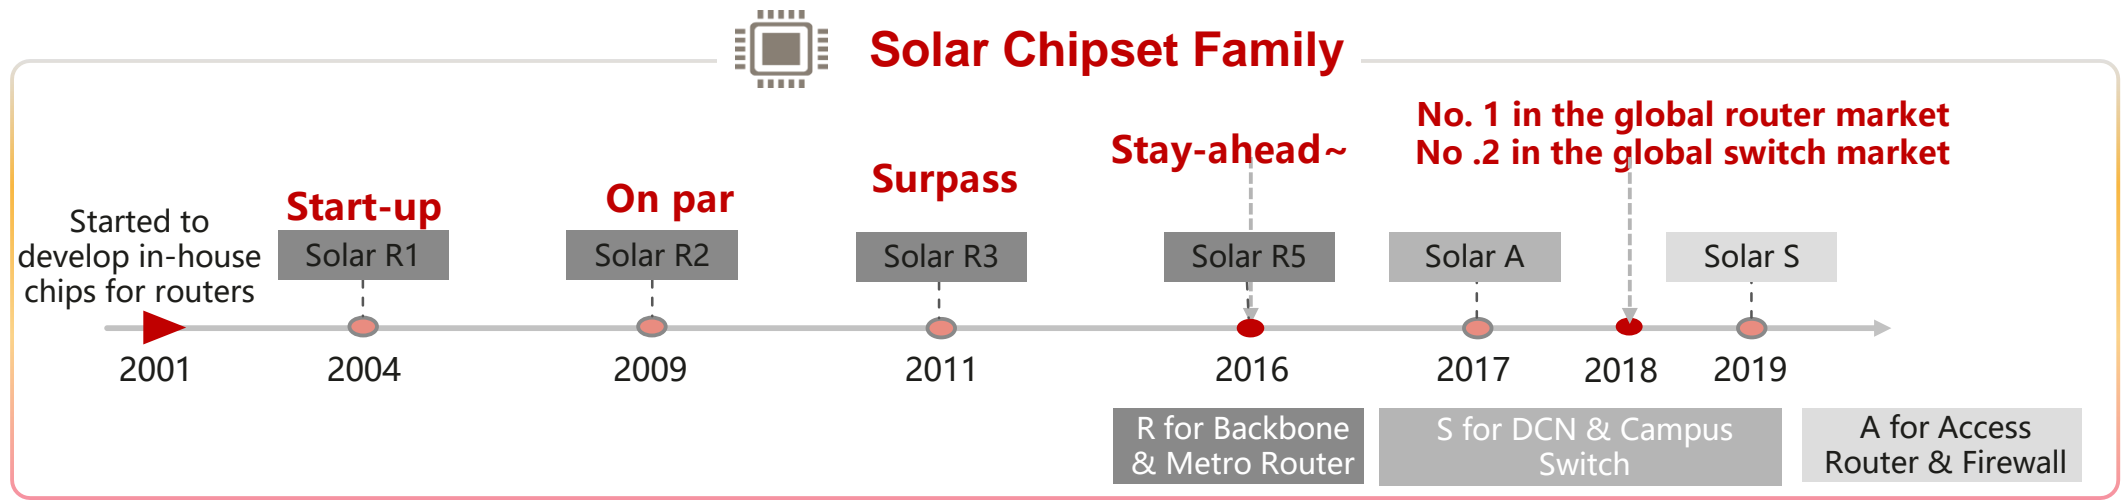 Solar Chipset Family
No. 1 in the global router market
No .2 in the global switch market
Stay-ahead~
Surpass
On par
Start-up
Started to
develop in-house
chips for routers
Solar R1
Solar R2
Solar R3
Solar R5
Solar A
Solar S
2001
2004
2009
2011
2016
2017
2018
2019
R for Backbone
& Metro Router
S for DCN & Campus
Switch
A for Access
Router & Firewall